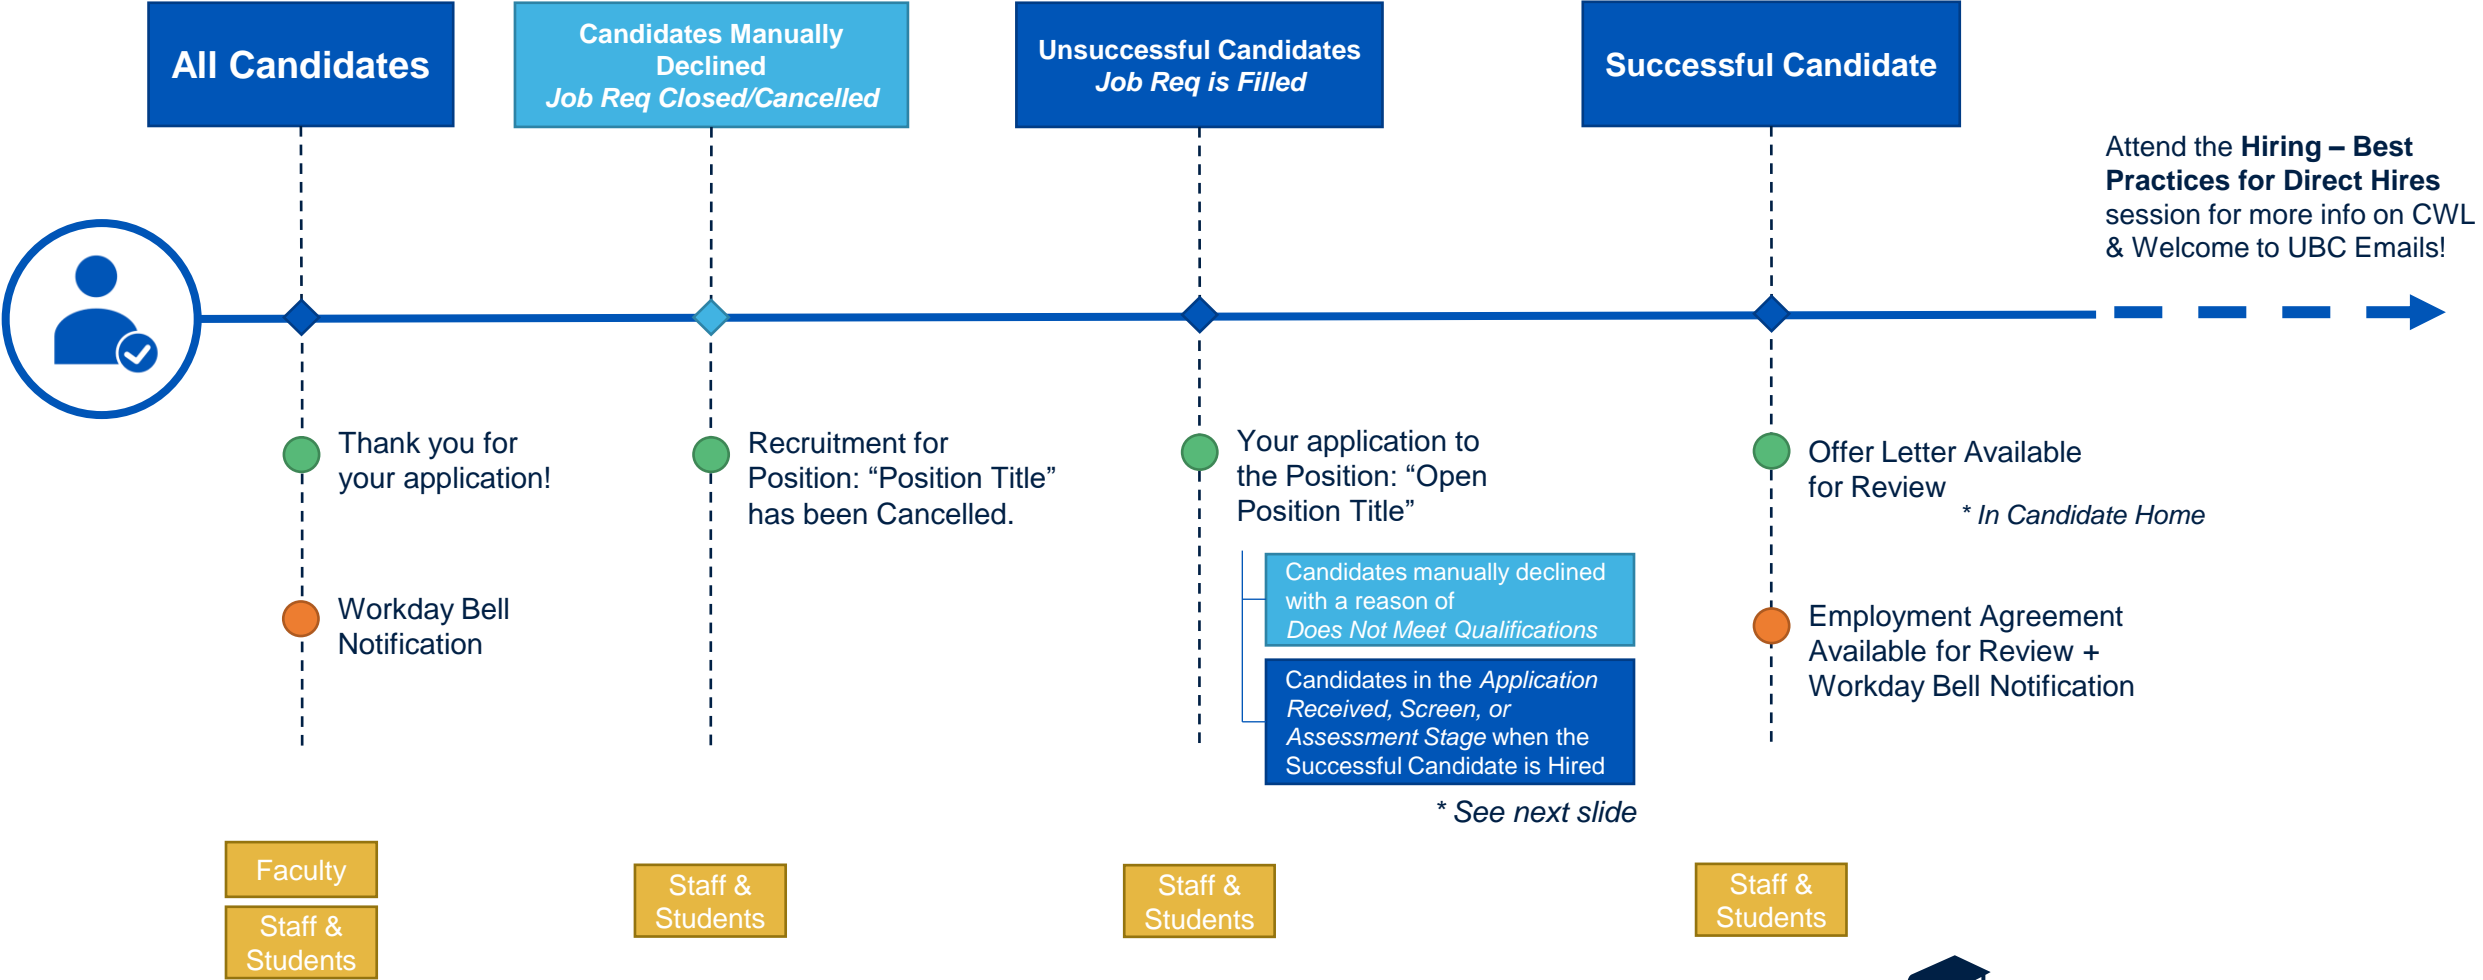 All Candidates
Candidates Manually
Declined
Job Req Closed/Cancelled
Unsuccessful Candidates
Job Req is Filled
Successful Candidate
Attend the Hiring – Best
Practices for Direct Hires
session for more info on CWL
& Welcome to UBC Emails!
Thank you for
your application!
Workday Bell
Notification
Recruitment for
Position: “Position Title”
has been Cancelled.
Your application to
the Position: “Open
Position Title”
Candidates manually declined
with a reason of
Does Not Meet Qualifications
Candidates in the Application
Received, Screen, or
Assessment Stage when the
Successful Candidate is Hired
* See next slide
Offer Letter Available
for Review
* In Candidate Home
Employment Agreement
Available for Review +
Workday Bell Notification
Faculty
Staff &
Students
Staff &
Students
Staff &
Students
Staff &
Students